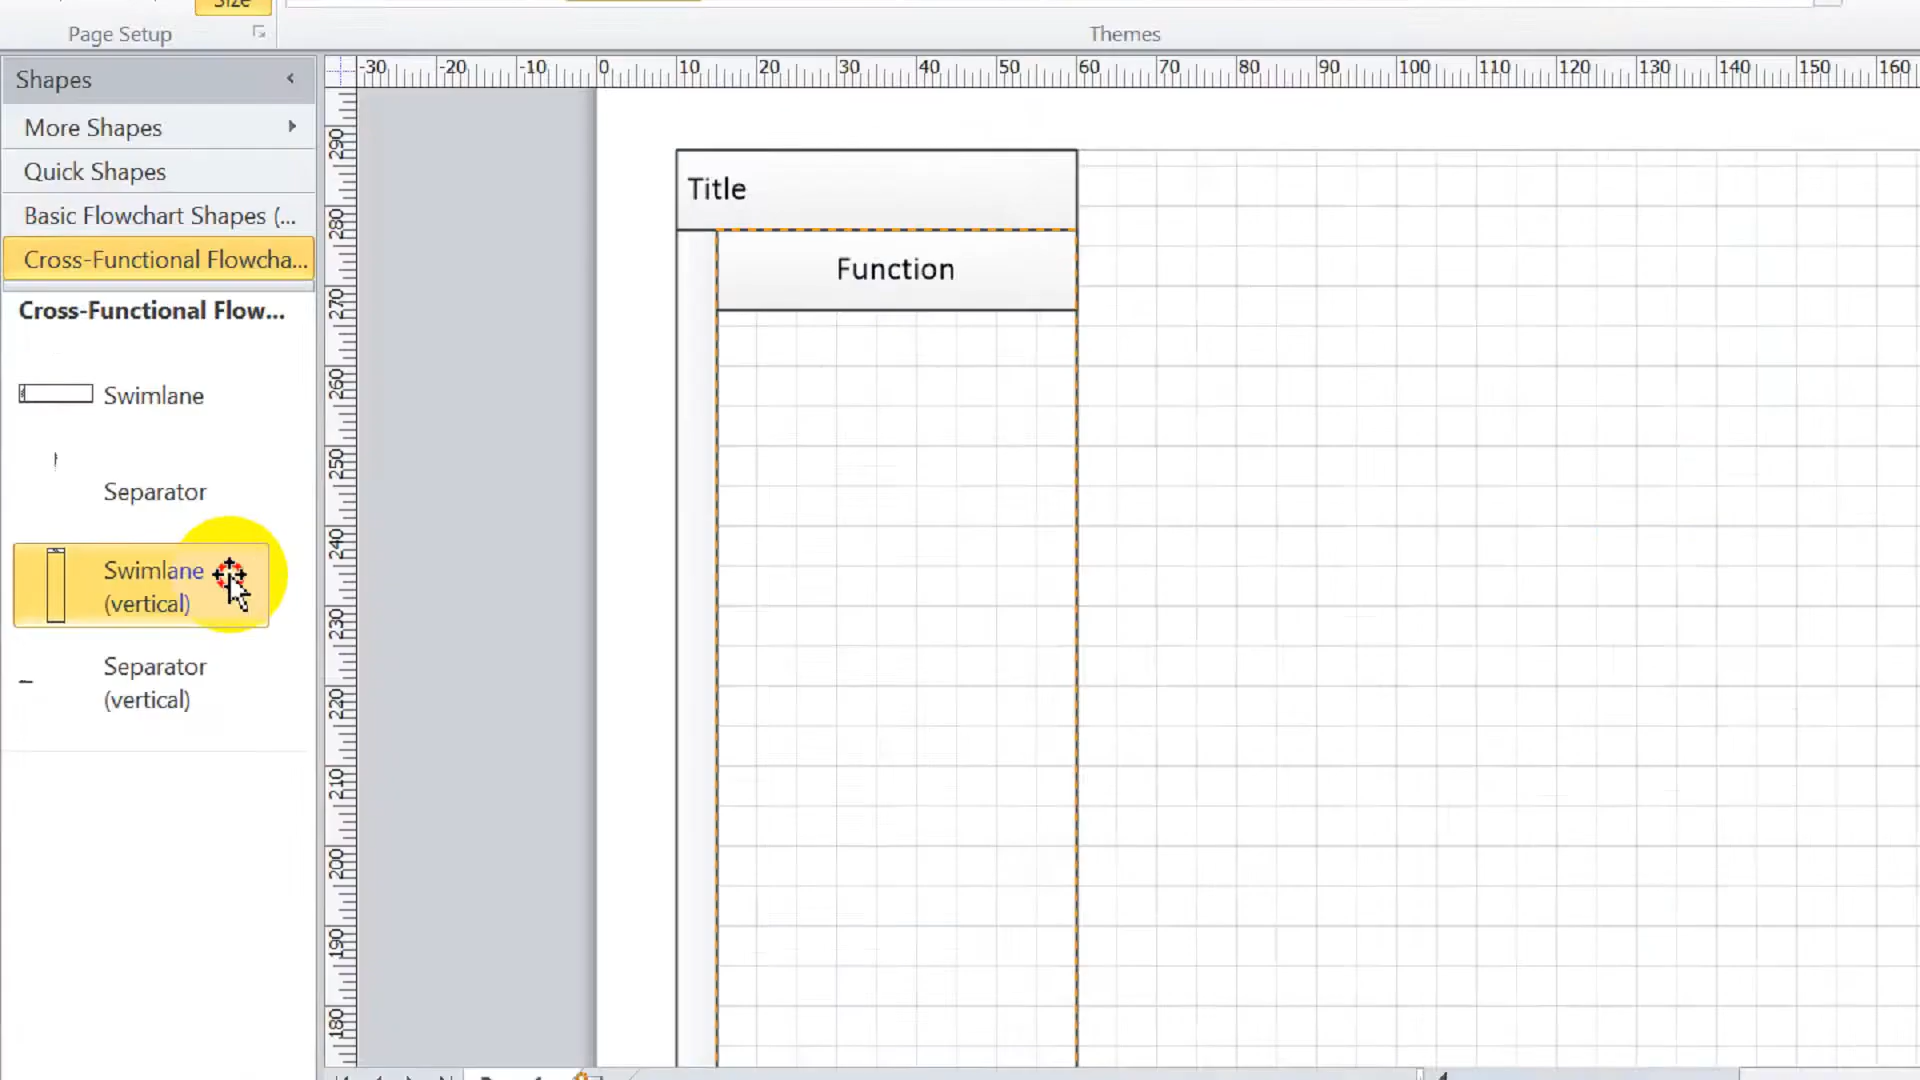 Size
Page Setup
Themes
Shapes
-30 -20 -10 0 10 20 30 40 50 60 70 80 90 100 110 120 130 140 150 160
More Shapes
Quick Shapes
Basic Flowchart Shapes (...
Cross-Functional Flowcha...
Cross-Functional Flow...
Swimlane
Separator
Swimlane
(vertical)
Separator
(vertical)
290
280
270
260
250
240
230
220
210
200
190
180
Title
Function